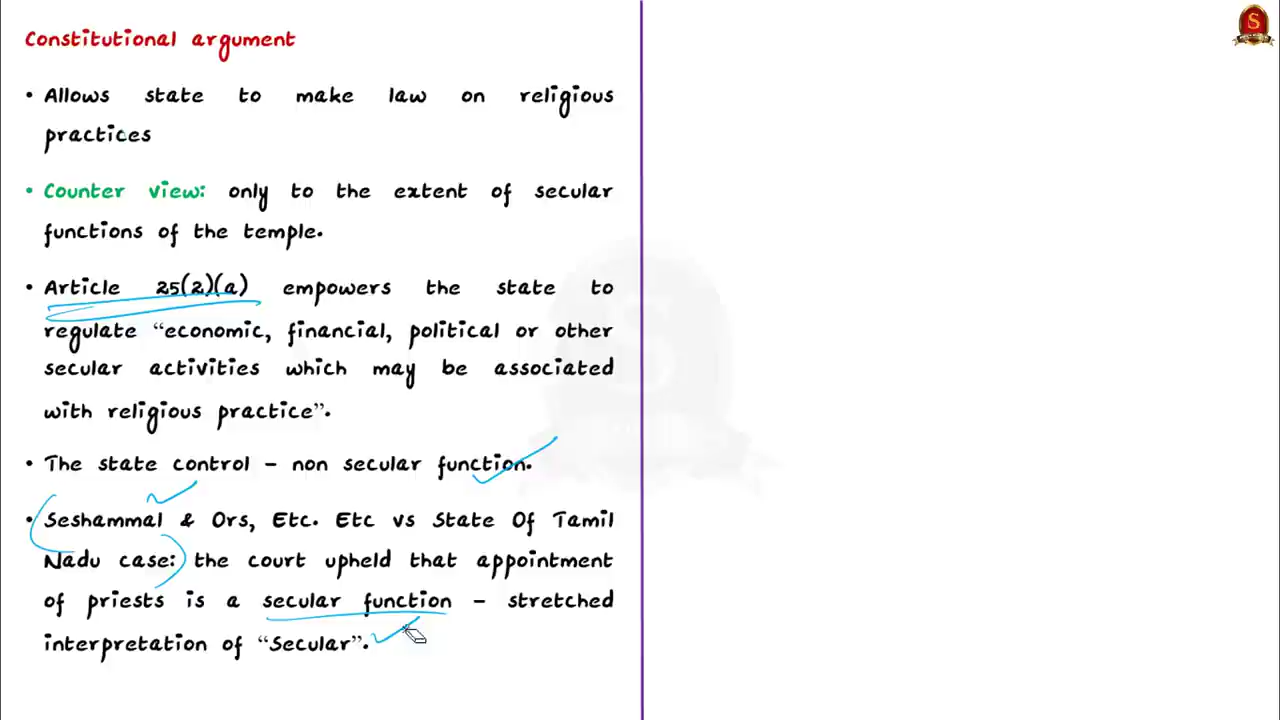 Constitutional argument
• Allows state to make law on religious
practices
• Counter view: only to the extent of secular
functions of the temple.
• Article 25(2)(a) empowers the state to
regulate “economic, financial, political or other
secular activities which may be associated
with religious practice”.
• The state control – non secular function.
• Seshammal & Ors, Etc. Etc vs State Of Tamil
Nadu case: the court upheld that appointment
of priests is a secular function – stretched
interpretation of “Secular”.
S